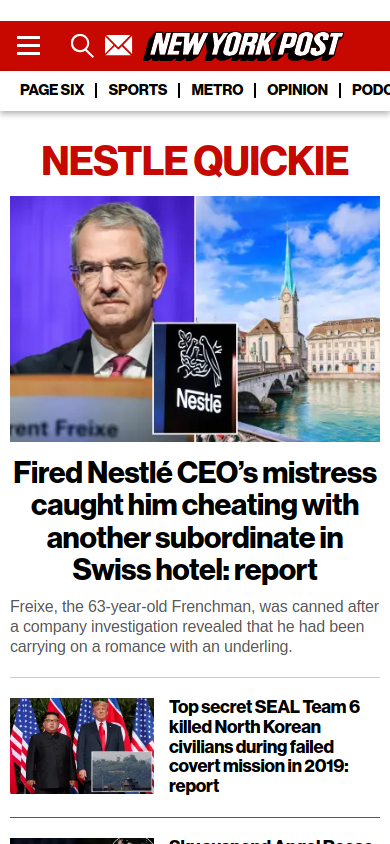 NEW YORK POST
PAGE SIX | SPORTS | METRO | OPINION | PODC
NESTLE QUICKIE
Nestlé
rent Freixe
Fired Nestlé CEO’s mistress
caught him cheating with
another subordinate in
Swiss hotel: report
Freixe, the 63-year-old Frenchman, was canned after
a company investigation revealed that he had been
carrying on a romance with an underling.
Top secret SEAL Team 6
killed North Korean
civilians during failed
covert mission in 2019:
report